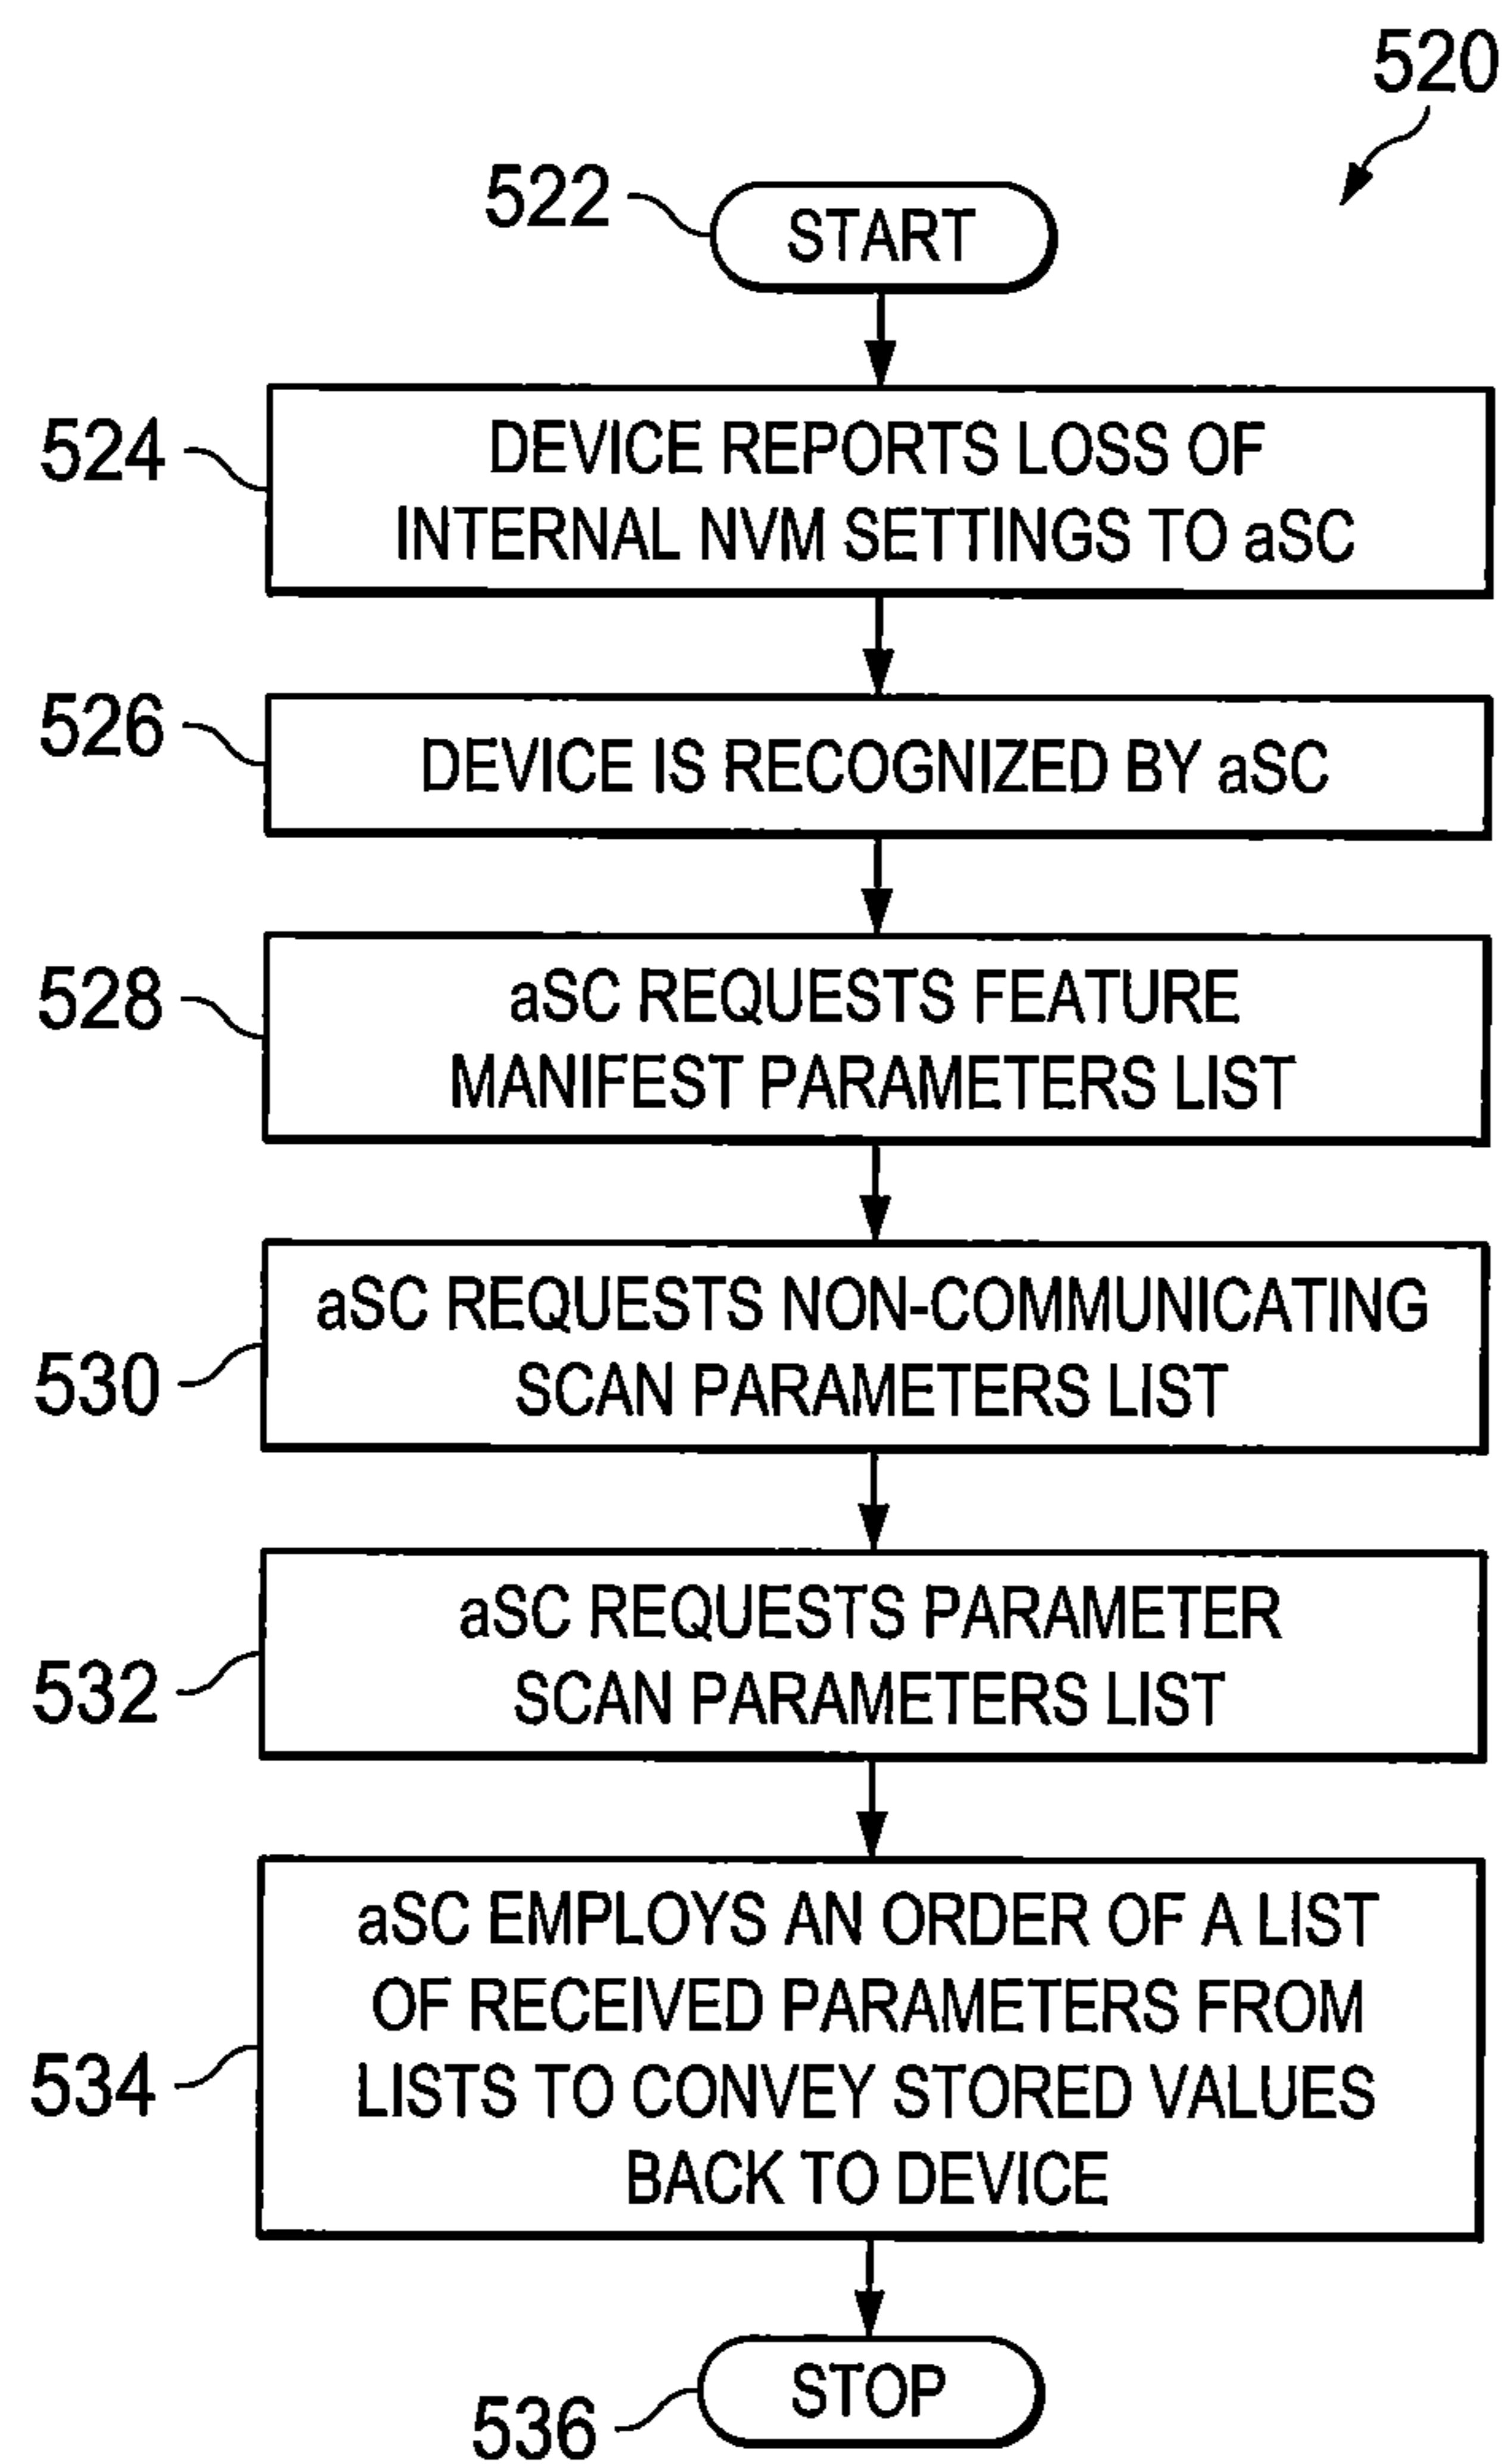 520
522
START
524
DEVICE REPORTS LOSS OF
INTERNAL NVM SETTINGS TO aSC
526
DEVICE IS RECOGNIZED BY aSC
528
aSC REQUESTS FEATURE
MANIFEST PARAMETERS LIST
530
aSC REQUESTS NON-COMMUNICATING
SCAN PARAMETERS LIST
532
aSC REQUESTS PARAMETER
SCAN PARAMETERS LIST
534
aSC EMPLOYS AN ORDER OF A LIST
OF RECEIVED PARAMETERS FROM
LISTS TO CONVEY STORED VALUES
BACK TO DEVICE
536
STOP